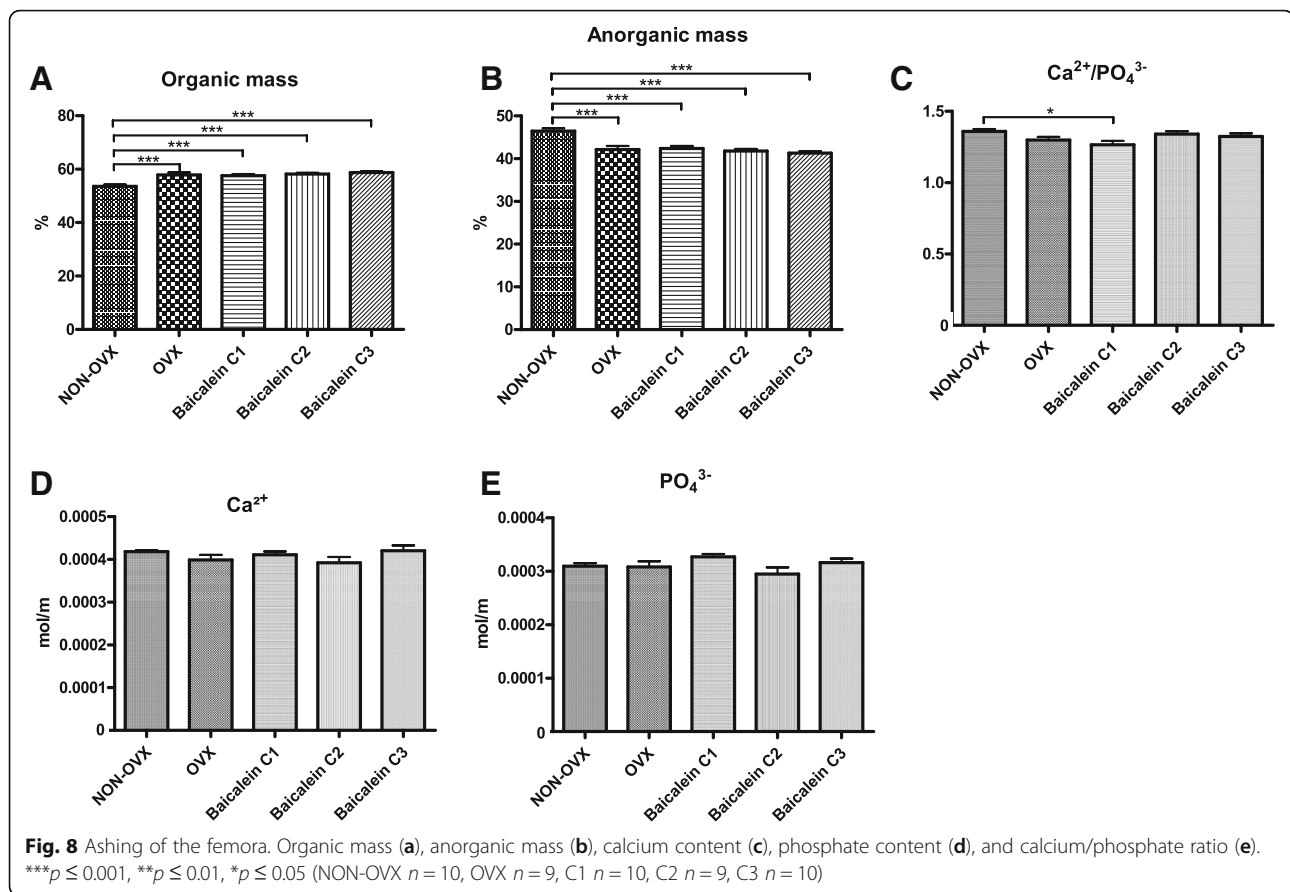 A
Organic mass
***
***
***
***
80
60
40
20
0
%
NON-OVX
OVX
Baicalein C1
Baicalein C2
Baicalein C3
Anorganic mass
B
***
***
***
***
50
40
30
20
10
0
%
NON-OVX
OVX
Baicalein C1
Baicalein C2
Baicalein C3
C
Ca²⁺/PO₄³⁻
*
1.5
1.0
0.5
0
NON-OVX
OVX
Baicalein C1
Baicalein C2
Baicalein C3
D
Ca²⁺
0.0005
0.0004
0.0003
0.0002
0.0001
0
mol/m
NON-OVX
OVX
Baicalein C1
Baicalein C2
Baicalein C3
E
PO₄³⁻
0.0004
0.0003
0.0002
0.0001
0
mol/m
NON-OVX
OVX
Baicalein C1
Baicalein C2
Baicalein C3
Fig. 8 Ashing of the femora. Organic mass (a), anorganic mass (b), calcium content (c), phosphate content (d), and calcium/phosphate ratio (e).
***p ≤ 0.001, **p ≤ 0.01, *p ≤ 0.05 (NON-OVX n = 10, OVX n = 9, C1 n = 10, C2 n = 9, C3 n = 10)